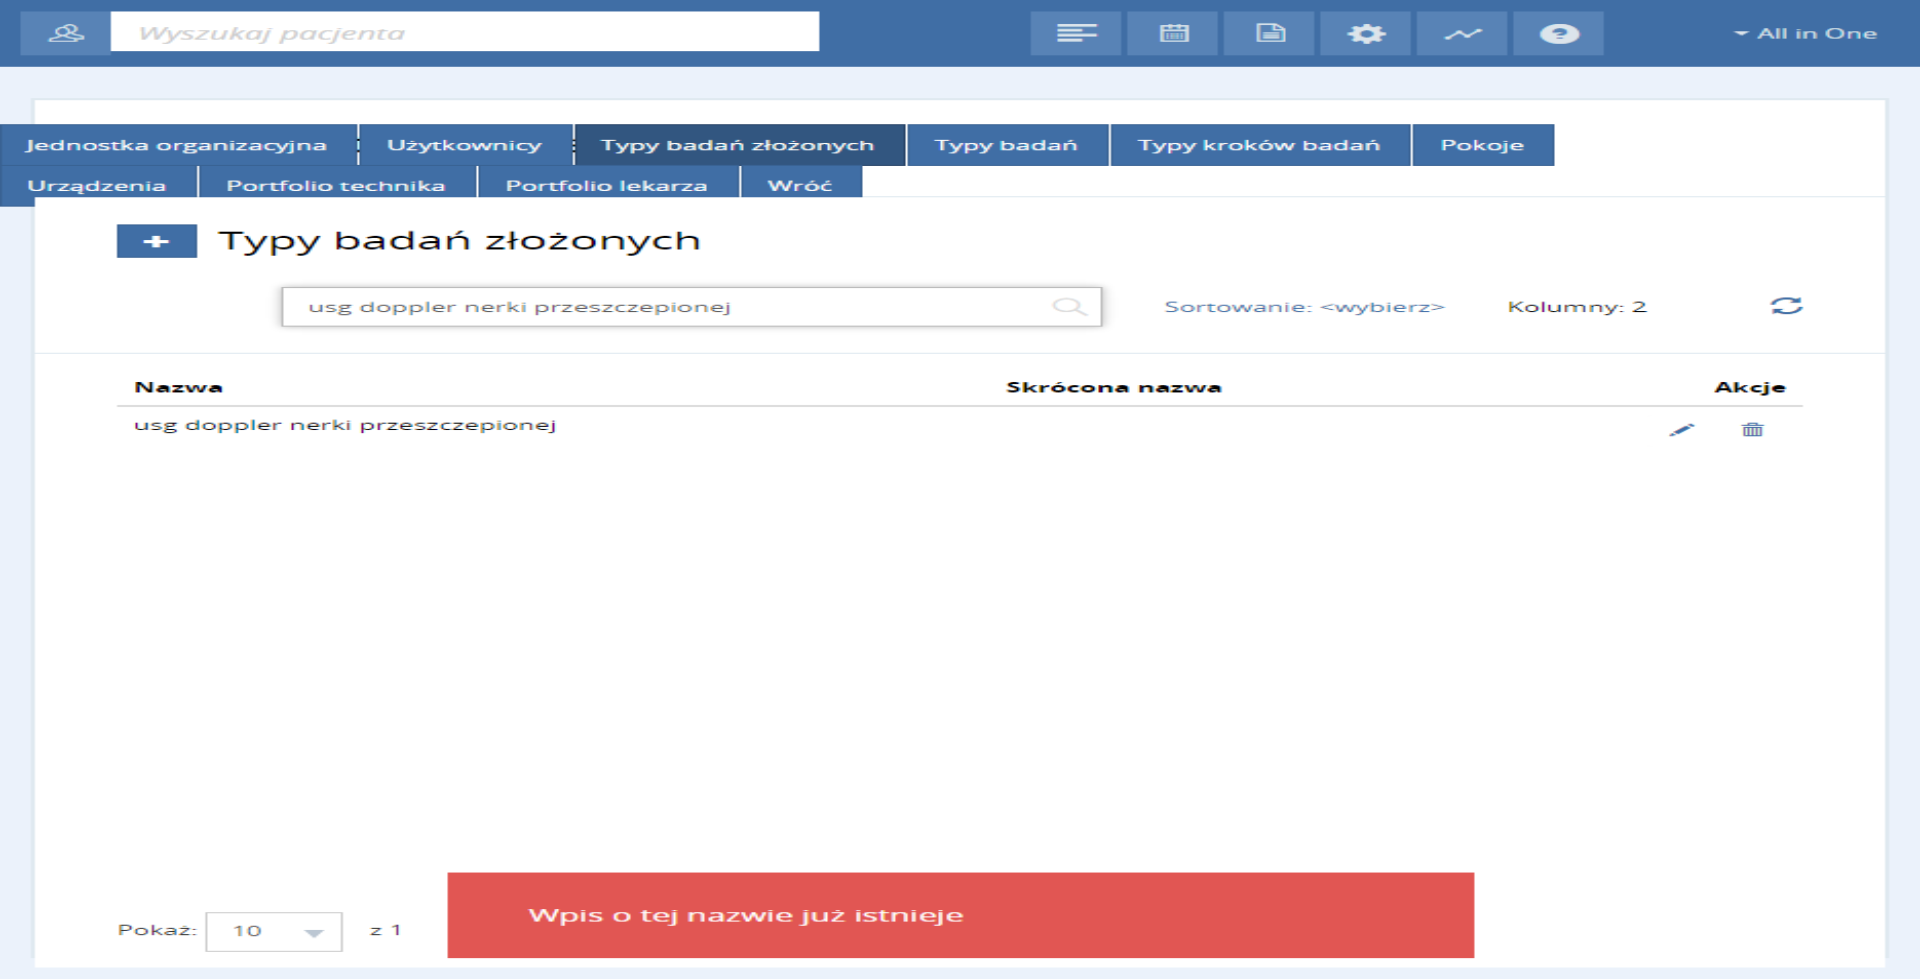 Wyszukaj pacjenta
All in One
Jednostka organizacyjna Użytkownicy Typy badań złożonych Typy badań Typy kroków badań Pokoje
Urządzenia Portfolio technika Portfolio lekarza Wróć
+ Typy badań złożonych
usg doppler nerki przeszczepionej Sortowanie: <wybierz> Kolumny: 2
Nazwa Skrócona nazwa Akcje
usg doppler nerki przeszczepionej
Wpis o tej nazwie już istnieje
Pokaż: 10 z 1